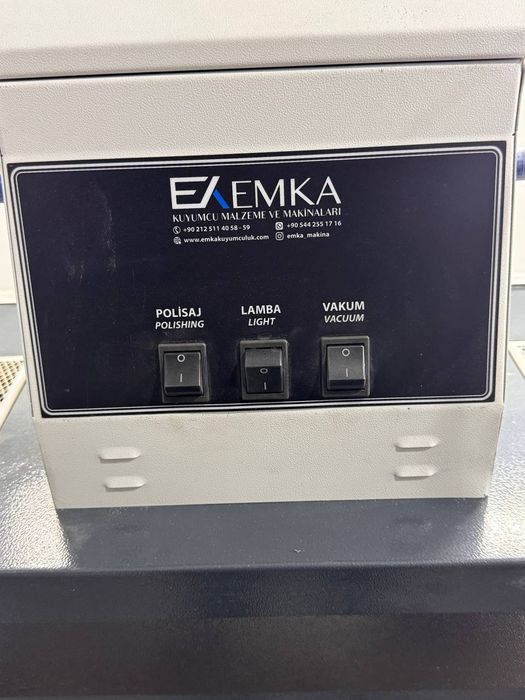 EK EMKA
KUYUMCU MALZEME VE MAKİNALARI
+90 212 511 40 58 - 59 +90 544 255 17 16
www.emkakuyumculuk.com emka_makina
POLİSAJ LAMBA VAKUM
POLISHING LIGHT VACUUM
O O O
I I I